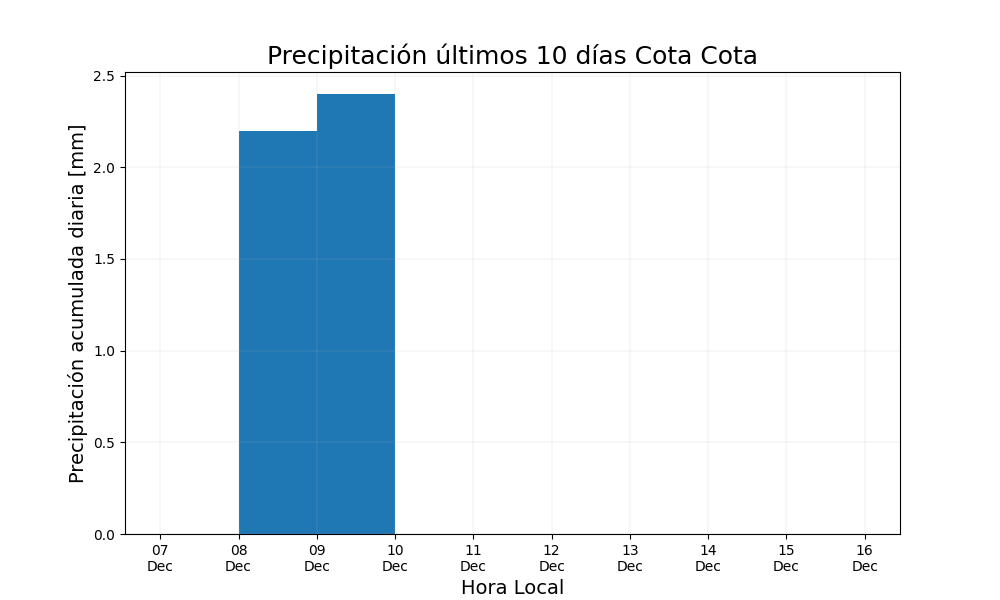 Precipitación últimos 10 días Cota Cota
Precipitación acumulada diaria [mm]
2.5
2.0
1.5
1.0
0.5
0.0
07 08 09 10 11 12 13 14 15 16
Dec Dec Dec Dec Dec Dec Dec Dec Dec Dec
Hora Local